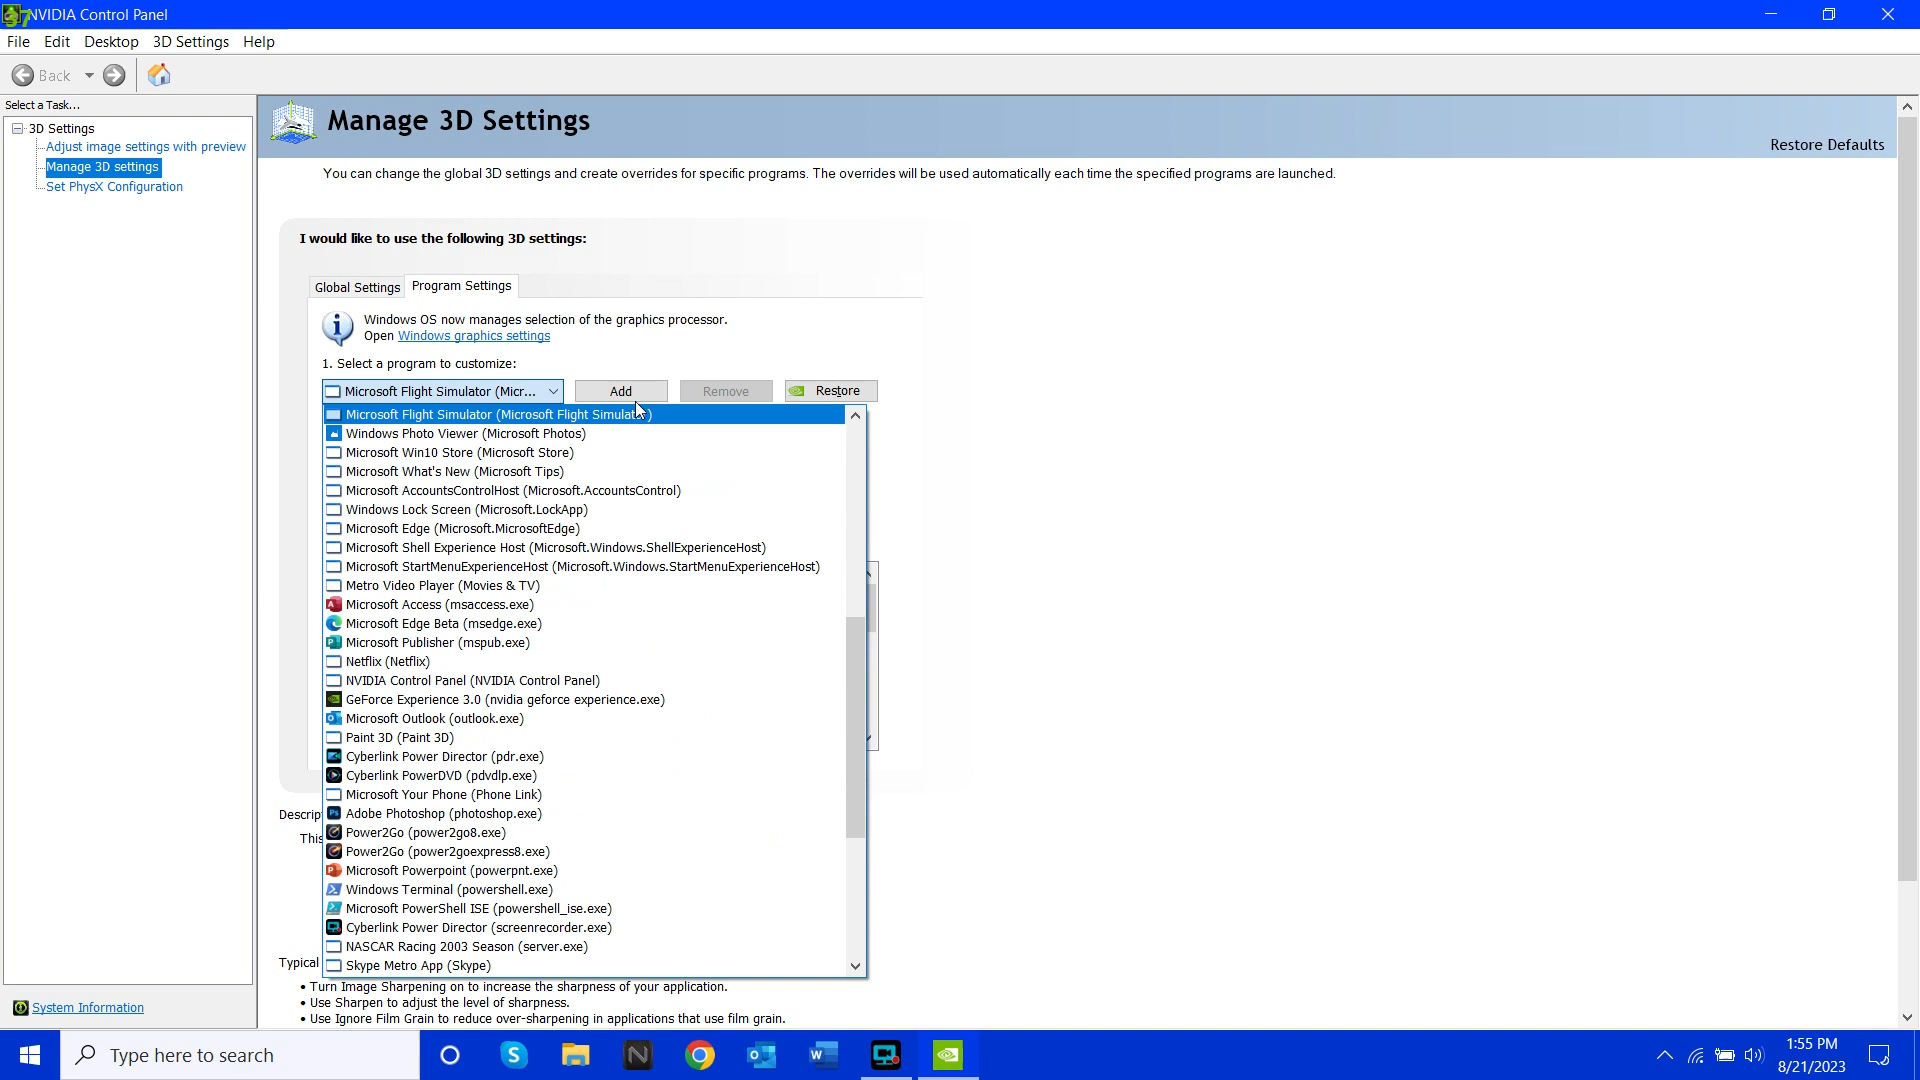 NVIDIA Control Panel
File Edit Desktop 3D Settings Help
Back
Select a Task...
3D Settings
Adjust image settings with preview
Manage 3D settings
Set PhysX Configuration
System Information
Manage 3D Settings
Restore Defaults
You can change the global 3D settings and create overrides for specific programs. The overrides will be used automatically each time the specified programs are launched.
I would like to use the following 3D settings:
Global Settings Program Settings
Windows OS now manages selection of the graphics processor.
Open Windows graphics settings
1. Select a program to customize:
Microsoft Flight Simulator (Micr... Add Remove Restore
Microsoft Flight Simulator (Microsoft Flight Simulator)
Windows Photo Viewer (Microsoft Photos)
Microsoft Win10 Store (Microsoft Store)
Microsoft What's New (Microsoft Tips)
Microsoft AccountsControlHost (Microsoft.AccountsControl)
Windows Lock Screen (Microsoft.LockApp)
Microsoft Edge (Microsoft.MicrosoftEdge)
Microsoft Shell Experience Host (Microsoft.Windows.ShellExperienceHost)
Microsoft StartMenuExperienceHost (Microsoft.Windows.StartMenuExperienceHost)
Metro Video Player (Movies & TV)
Microsoft Access (msaccess.exe)
Microsoft Edge Beta (msedge.exe)
Microsoft Publisher (mspub.exe)
Netflix (Netflix)
NVIDIA Control Panel (NVIDIA Control Panel)
GeForce Experience 3.0 (nvidia geforce experience.exe)
Microsoft Outlook (outlook.exe)
Paint 3D (Paint 3D)
Cyberlink Power Director (pdr.exe)
Cyberlink PowerDVD (pdvdlp.exe)
Microsoft Your Phone (Phone Link)
Adobe Photoshop (photoshop.exe)
Power2Go (power2go8.exe)
Power2Go (power2goexpress8.exe)
Microsoft Powerpoint (powerpnt.exe)
Windows Terminal (powershell.exe)
Microsoft PowerShell ISE (powershell_ise.exe)
Cyberlink Power Director (screenrecorder.exe)
NASCAR Racing 2003 Season (server.exe)
Skype Metro App (Skype)
Descrip
This
Typical
• Turn Image Sharpening on to increase the sharpness of your application.
• Use Sharpen to adjust the level of sharpness.
• Use Ignore Film Grain to reduce over-sharpening in applications that use film grain.
Type here to search
1:55 PM
8/21/2023